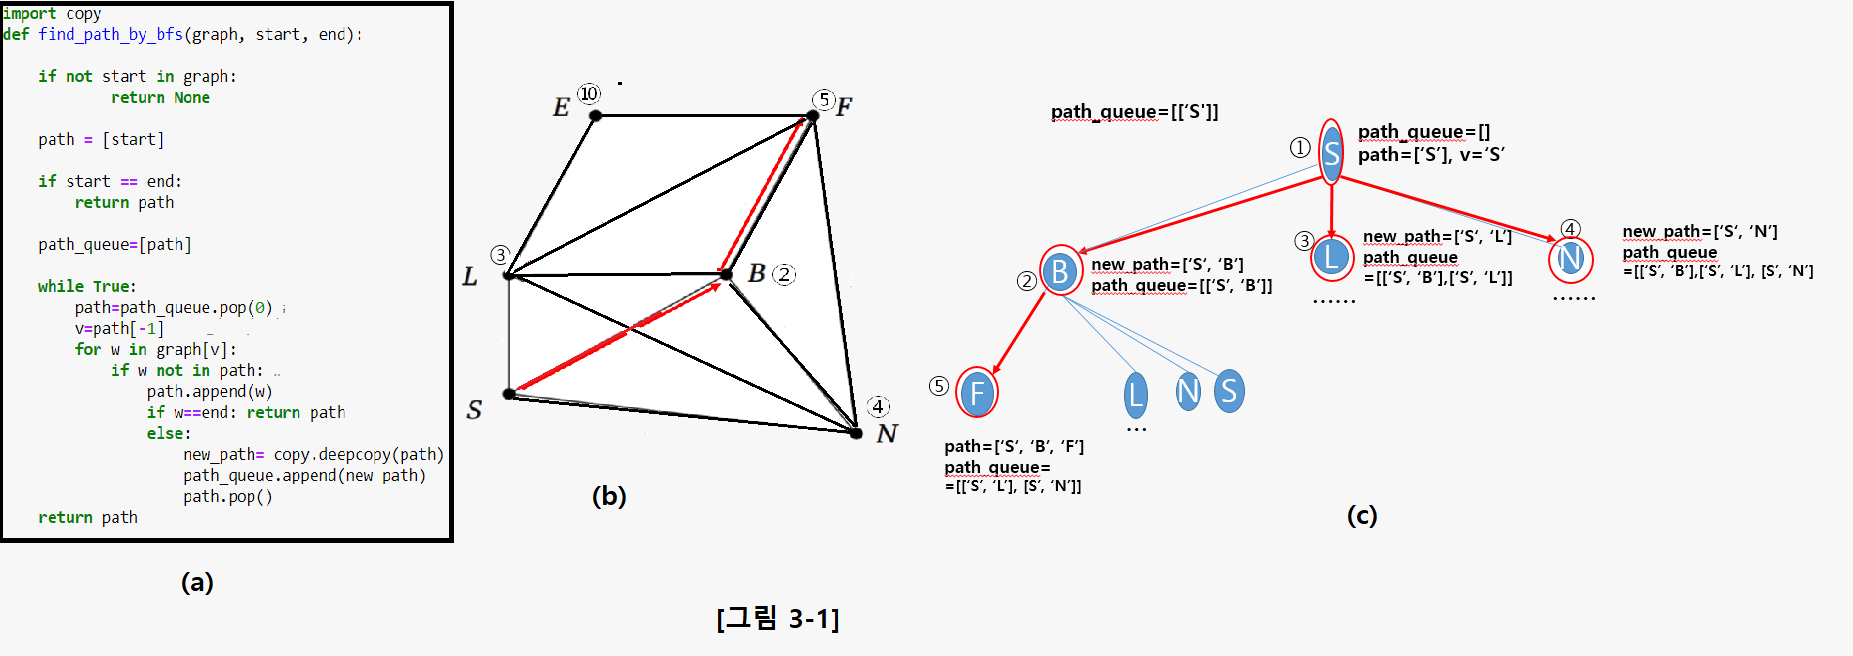 import copy
def find_path_by_bfs(graph, start, end):
if not start in graph:
return None
path = [start]
if start == end:
return path
path_queue=[path]
while True:
path=path_queue.pop(0)
v=path[-1]
for w in graph[v]:
if w not in path:
path.append(w)
if w==end: return path
else:
new_path= copy.deepcopy(path)
path_queue.append(new path)
path.pop()
return path
(a)
E ⑩
⑤ F
③
L
B ②
S
④
N
(b)
path_queue=[['S']]
① S
path_queue=[]
path=['S'], v='S'
② B
new_path=['S', 'B']
path_queue=[['S', 'B']]
③ L
new_path=['S', 'L']
path_queue
=[['S', 'B'],['S', 'L']]
......
④
N
new_path=['S', 'N']
path_queue
=[['S', 'B'],['S', 'L'], [S', 'N']
......
⑤ F
L N S
...
path=['S', 'B', 'F']
path_queue=
=[['S', 'L'], [S', 'N']]
(c)
[그림 3-1]